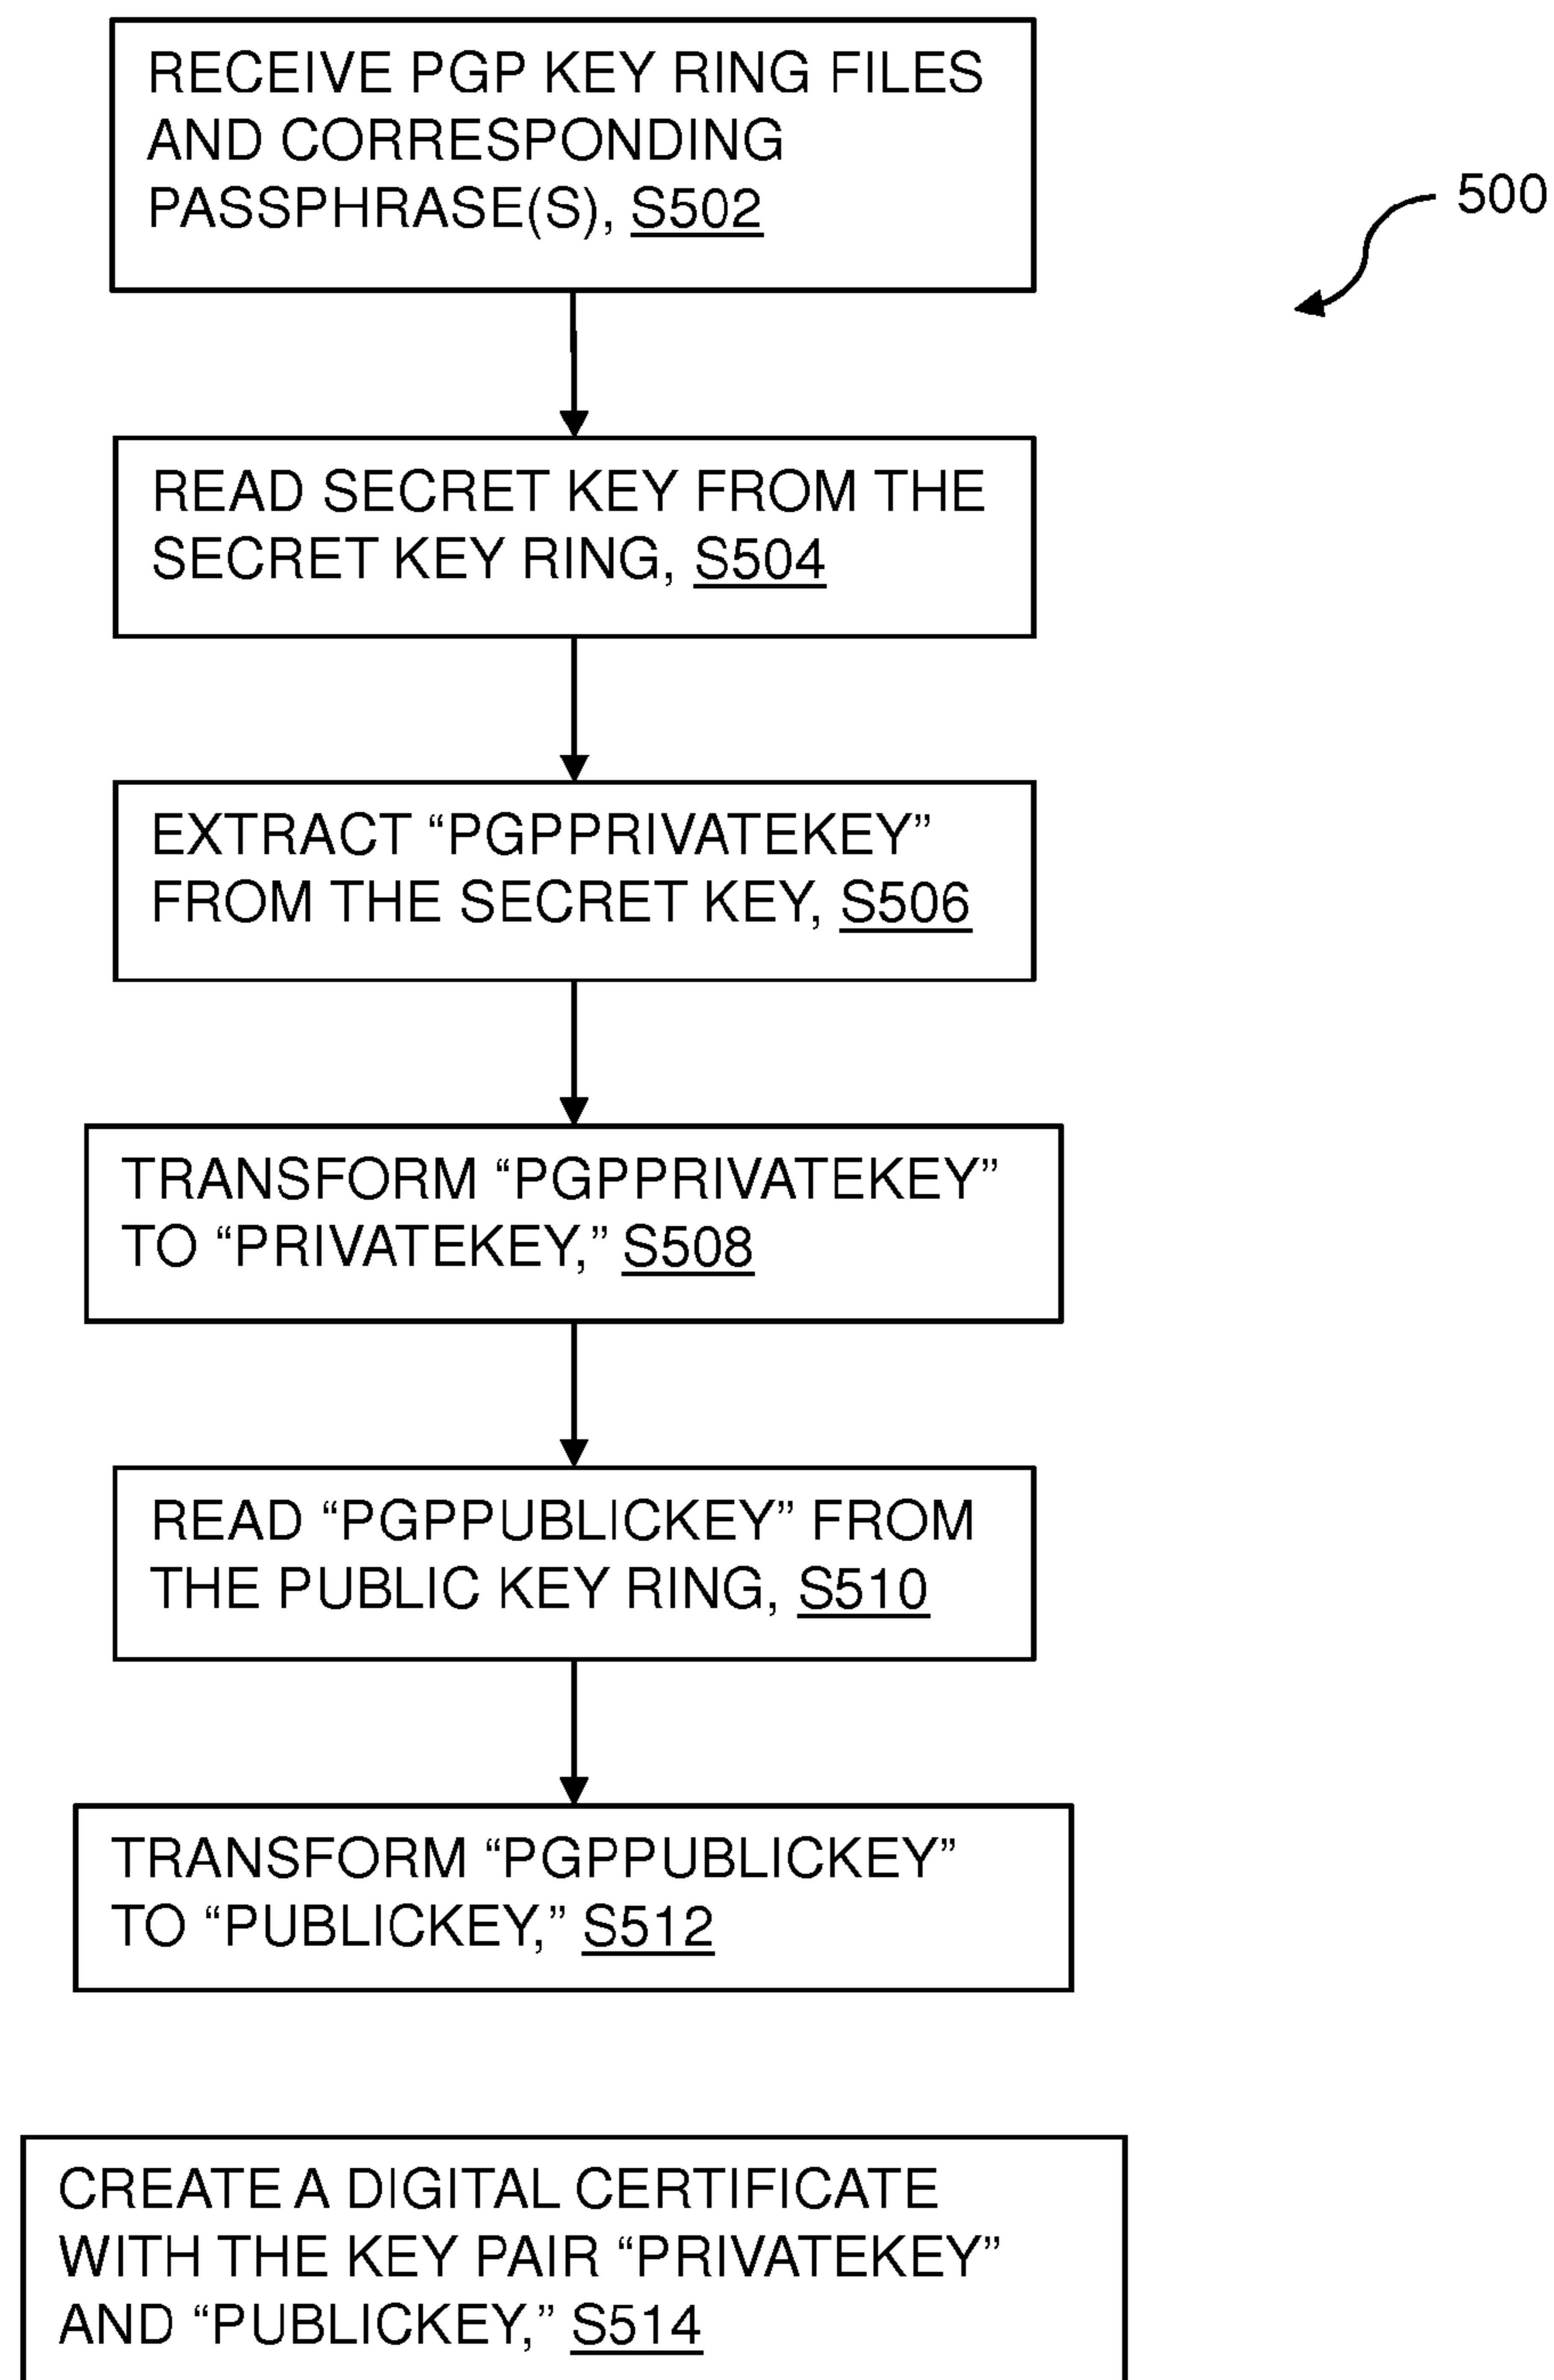 RECEIVE PGP KEY RING FILES
AND CORRESPONDING
PASSPHRASE(S), S502
500
READ SECRET KEY FROM THE
SECRET KEY RING, S504
EXTRACT “PGPPRIVATEKEY”
FROM THE SECRET KEY, S506
TRANSFORM “PGPPRIVATEKEY”
TO “PRIVATEKEY,” S508
READ “PGPPUBLICKEY” FROM
THE PUBLIC KEY RING, S510
TRANSFORM “PGPPUBLICKEY”
TO “PUBLICKEY,” S512
CREATE A DIGITAL CERTIFICATE
WITH THE KEY PAIR “PRIVATEKEY”
AND “PUBLICKEY,” S514